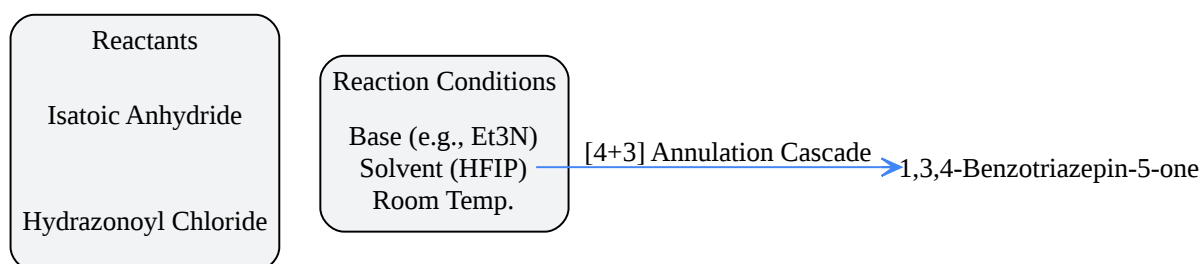 Reactants
Isatoic Anhydride
Hydrazonoyl Chloride
Reaction Conditions
Base (e.g., Et3N)
Solvent (HFIP)
Room Temp.
[4+3] Annulation Cascade
1,3,4-Benzotriazepin-5-one